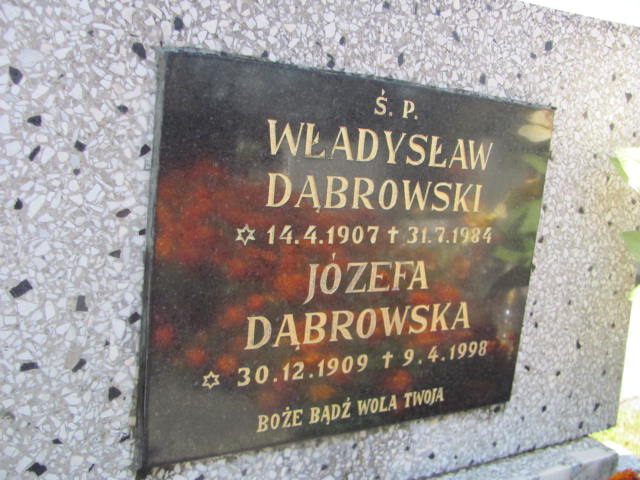 Ś. P.
WŁADYSŁAW
DĄBROWSKI
✡ 14.4.1907 † 31.7.1984
JÓZEFA
DĄBROWSKA
✡ 30.12.1909 † 9.4.1998
BOŻE BĄDŹ WOLA TWOJA